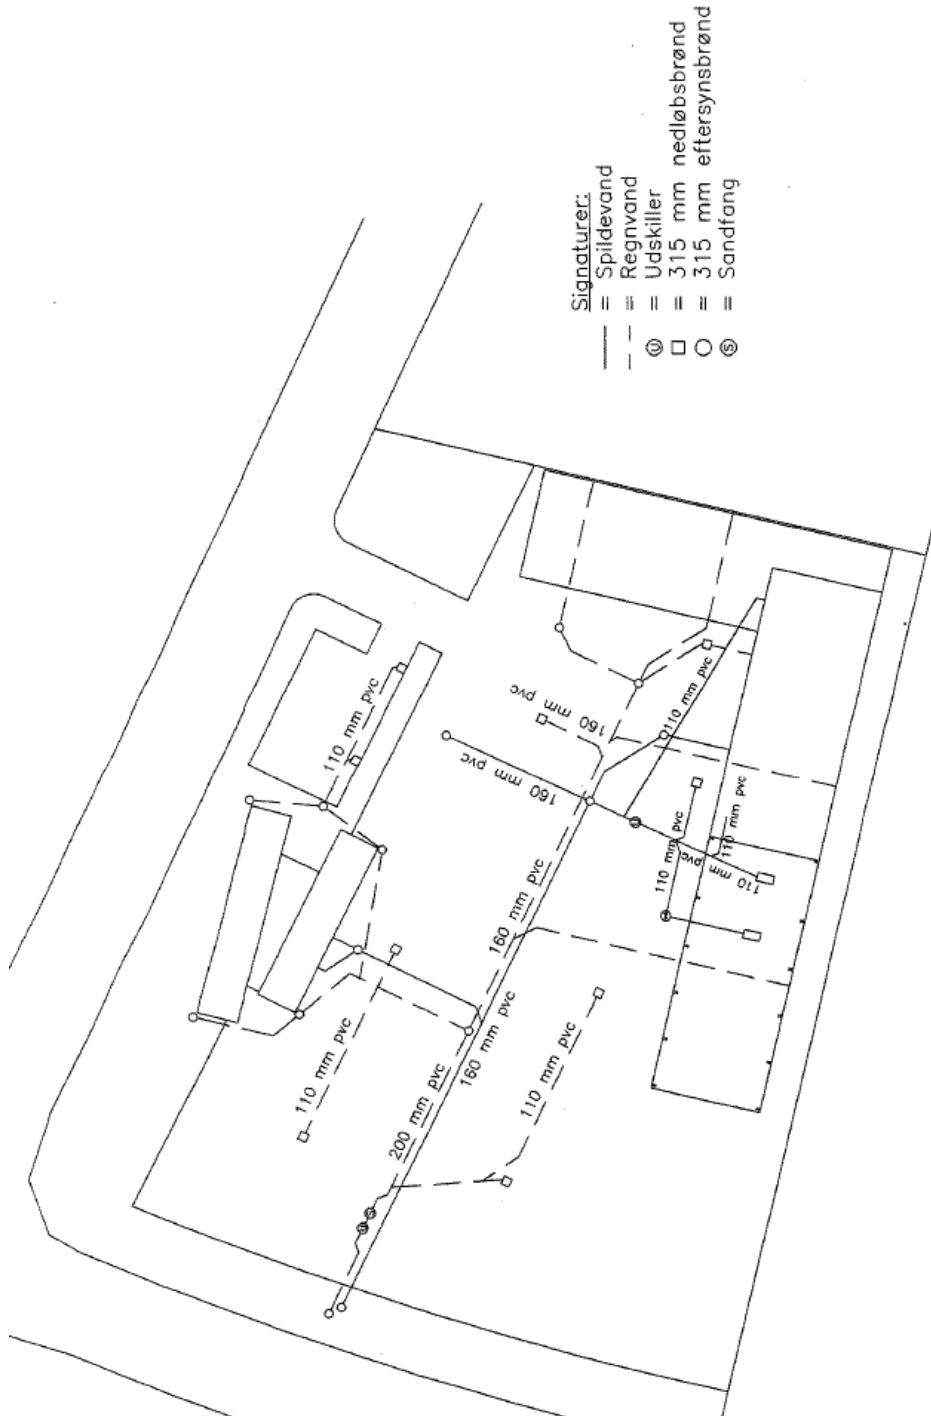 Signaturer:
= Spildevand
= Regnvand
Ⓤ = Udskiller
= 315 mm nedløbsbrønd
= 315 mm eftersynsbrønd
Ⓢ = Sandfang
110 mm pvc
160 mm pvc
160 mm pvc
110 mm pvc
110 mm pvc
110 mm pvc
110 mm pvc
160 mm pvc
160 mm pvc
110 mm pvc
110 mm pvc
200 mm pvc